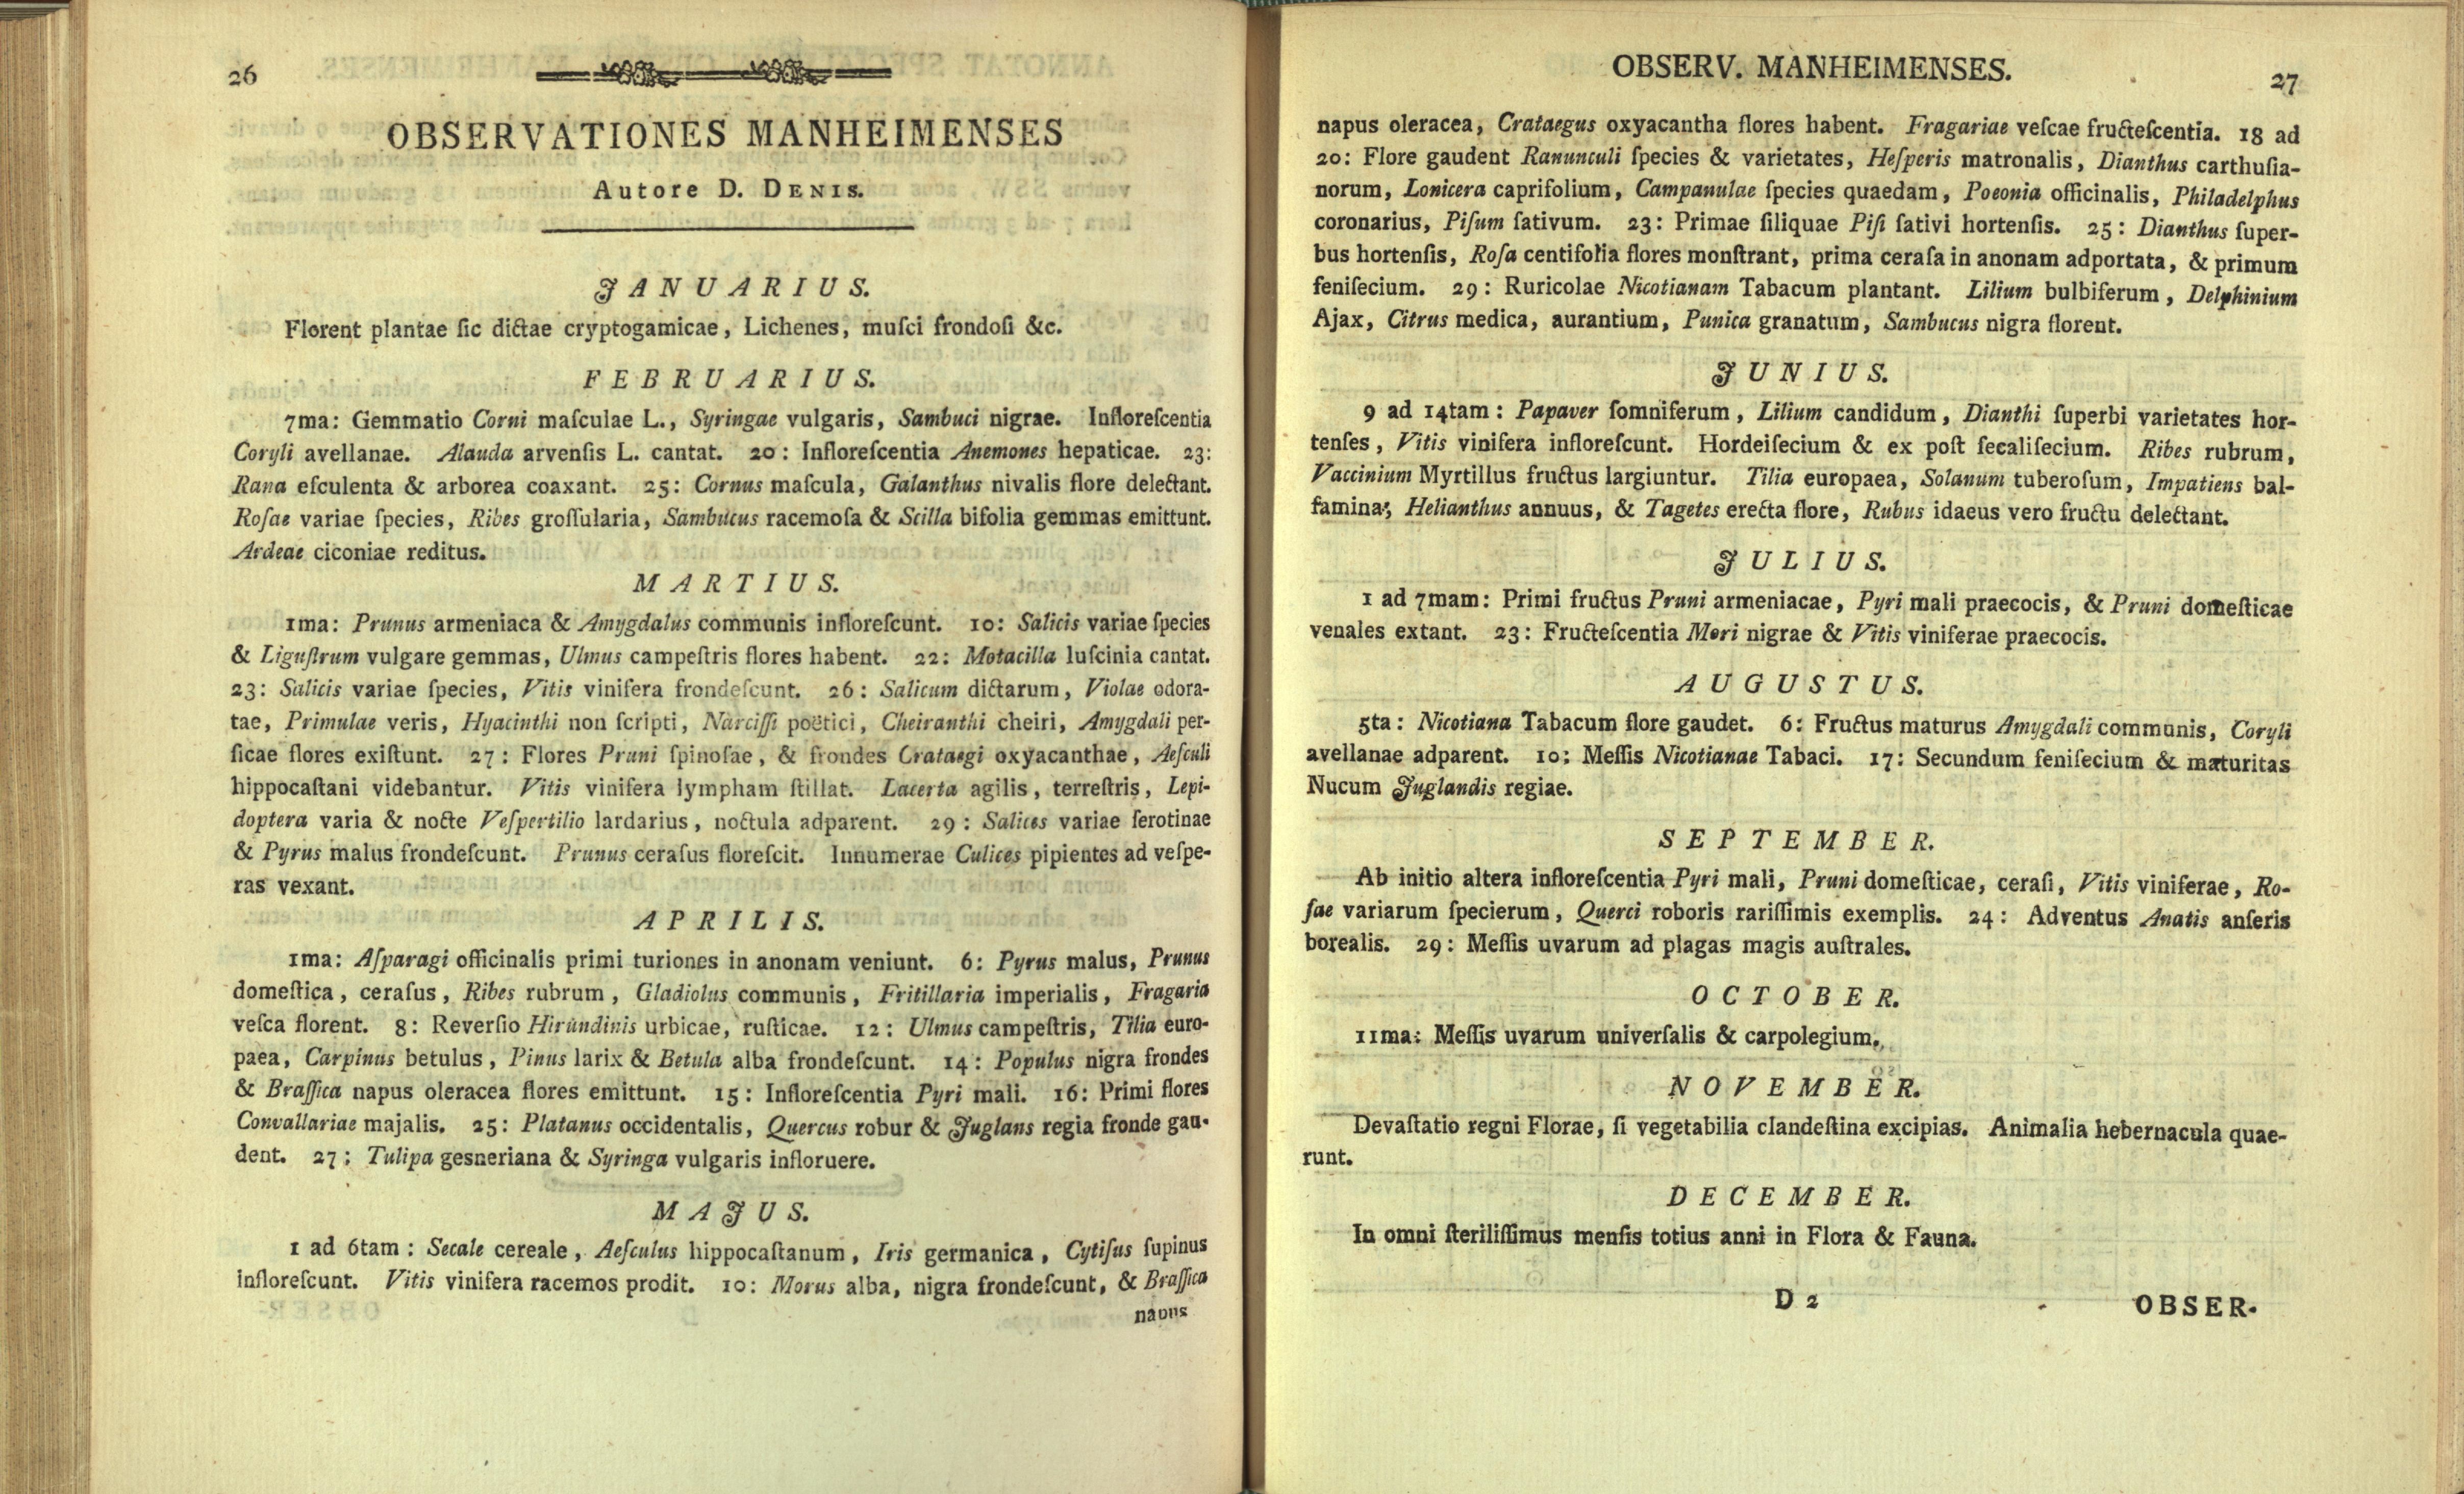 26
OBSERVATIONES MANHEIMENSES
Autore D. DENIS.
JANUARIUS.
Florent plantae ſic dictae cryptogamicae, Lichenes, muſci frondoſi &c.
FEBRUARIUS.
7ma: Gemmatio Corni maſculae L., Syringae vulgaris, Sambuci nigrae. Infloreſcentia
Coryli avellanae. Alauda arvenſis L. cantat. 20: Infloreſcentia Anemones hepaticae. 23:
Rana eſculenta & arborea coaxant. 25: Cornus maſcula, Galanthus nivalis flore delectant.
Roſae variae ſpecies, Ribes groſſularia, Sambucus racemoſa & Scilla bifolia gemmas emittunt.
Ardeae ciconiae reditus.
MARTIUS.
1ma: Prunus armeniaca & Amygdalus communis infloreſcunt. 10: Salicis variae ſpecies
& Liguſtrum vulgare gemmas, Ulmus campeſtris flores habent. 22: Motacilla luſcinia cantat.
23: Salicis variae ſpecies, Vitis vinifera frondeſcunt. 26: Salicum dictarum, Violae odora-
tae, Primulae veris, Hyacinthi non ſcripti, Narciſſi poëtici, Cheiranthi cheiri, Amygdali per-
ſicae flores exiſtunt. 27: Flores Pruni ſpinoſae, & frondes Crataegi oxyacanthae, Aeſculi
hippocaſtani videbantur. Vitis vinifera lympham ſtillat. Lacerta agilis, terreſtris, Lepi-
doptera varia & nocte Veſpertilio lardarius, noctula adparent. 29: Salices variae ſerotinae
& Pyrus malus frondeſcunt. Prunus ceraſus floreſcit. Innumerae Culices pipientes ad veſpe-
ras vexant.
APRILIS.
1ma: Aſparagi officinalis primi turiones in anonam veniunt. 6: Pyrus malus, Prunus
domeſtica, ceraſus, Ribes rubrum, Gladiolus communis, Fritillaria imperialis, Fragaria
veſca florent. 8: Reverſio Hirundinis urbicae, ruſticae. 12: Ulmus campeſtris, Tilia euro-
paea, Carpinus betulus, Pinus larix & Betula alba frondeſcunt. 14: Populus nigra frondes
& Braſſica napus oleracea flores emittunt. 15: Infloreſcentia Pyri mali. 16: Primi flores
Convallariae majalis. 25: Platanus occidentalis, Quercus robur & Juglans regia fronde gau-
dent. 27: Tulipa gesneriana & Syringa vulgaris infloruere.
MAJUS.
1 ad 6tam: Secale cereale, Aeſculus hippocaſtanum, Iris germanica, Cytiſus ſupinus
infloreſcunt. Vitis vinifera racemos prodit. 10: Morus alba, nigra frondeſcunt, & Braſſica
napus
OBSERV. MANHEIMENSES.
27
napus oleracea, Crataegus oxyacantha flores habent. Fragariae veſcae fructeſcentia. 18 ad
20: Flore gaudent Ranunculi ſpecies & varietates, Heſperis matronalis, Dianthus carthuſia-
norum, Lonicera caprifolium, Campanulae ſpecies quaedam, Poeonia officinalis, Philadelphus
coronarius, Piſum ſativum. 23: Primae ſiliquae Piſi ſativi hortenſis. 25: Dianthus ſuper-
bus hortenſis, Roſa centifolia flores monſtrant, prima ceraſa in anonam adportata, & primum
feniſecium. 29: Ruricolae Nicotianam Tabacum plantant. Lilium bulbiferum, Delphinium
Ajax, Citrus medica, aurantium, Punica granatum, Sambucus nigra florent.
JUNIUS.
9 ad 14tam: Papaver ſomniferum, Lilium candidum, Dianthi ſuperbi varietates hor-
tenſes, Vitis vinifera infloreſcunt. Hordeiſecium & ex poſt ſecaliſecium. Ribes rubrum,
Vaccinium Myrtillus fructus largiuntur. Tilia europaea, Solanum tuberoſum, Impatiens bal-
ſamina, Helianthus annuus, & Tagetes erecta flore, Rubus idaeus vero fructu delectant.
JULIUS.
1 ad 7mam: Primi fructus Pruni armeniacae, Pyri mali praecocis, & Pruni domeſticae
venales extant. 23: Fructeſcentia Mori nigrae & Vitis viniferae praecocis.
AUGUSTUS.
5ta: Nicotiana Tabacum flore gaudet. 6: Fructus maturus Amygdali communis, Coryli
avellanae adparent. 10: Meſſis Nicotianae Tabaci. 17: Secundum feniſecium & maturitas
Nucum Juglandis regiae.
SEPTEMBER.
Ab initio altera infloreſcentia Pyri mali, Pruni domeſticae, ceraſi, Vitis viniferae, Ro-
ſae variarum ſpecierum, Querci roboris rariſſimis exemplis. 24: Adventus Anatis anſeris
borealis. 29: Meſſis uvarum ad plagas magis auſtrales.
OCTOBER.
11ma: Meſſis uvarum univerſalis & carpolegium.
NOVEMBER.
Devaſtatio regni Florae, ſi vegetabilia clandeſtina excipias. Animalia hebernacula quae-
runt.
DECEMBER.
In omni ſteriliſſimus menſis totius anni in Flora & Fauna.
D 2
OBSER-